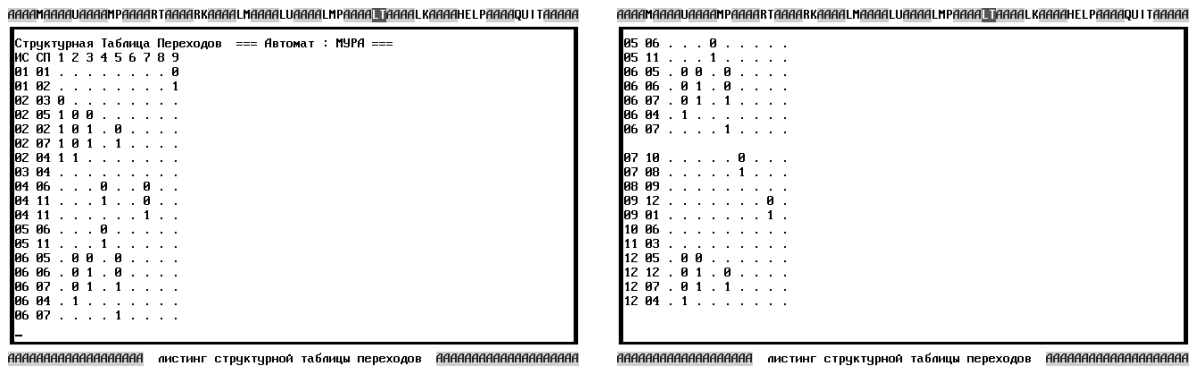 ААААМААААUААААМРААААRТААААRКААААLМААААLUААААLМРААААLТААААLКААААHELPААААQUITААААА
Структурная Таблица Переходов === Автомат : МУРА ===
ИС СП 1 2 3 4 5 6 7 8 9
01 01 . . . . . . . . 0
01 02 . . . . . . . . 1
02 03 0 . . . . . . . .
02 05 1 0 0 . . . . . .
02 02 1 0 1 . 0 . . . .
02 07 1 0 1 . 1 . . . .
02 04 1 1 . . . . . . .
03 04 . . . . . . . . .
04 06 . . . 0 . . 0 . .
04 11 . . . 1 . . 0 . .
04 11 . . . . . . 1 . .
05 06 . . . 0 . . . . .
05 11 . . . 1 . . . . .
06 05 . 0 0 . 0 . . . .
06 06 . 0 1 . 0 . . . .
06 07 . 0 1 . 1 . . . .
06 04 . 1 . . . . . . .
06 07 . . . . 1 . . . .
_
ААААААААААААААААААА листинг структурной таблицы переходов АААААААААААААААААААА
ААААМААААUААААМРААААRТААААRКААААLМААААLUААААLМРААААLТААААLКААААHELPААААQUITААААА
05 06 . . . 0 . . . . .
05 11 . . . 1 . . . . .
06 05 . 0 0 . 0 . . . .
06 06 . 0 1 . 0 . . . .
06 07 . 0 1 . 1 . . . .
06 04 . 1 . . . . . . .
06 07 . . . . 1 . . . .
07 10 . . . . . 0 . . .
07 08 . . . . . 1 . . .
08 09 . . . . . . . . .
09 12 . . . . . . . 0 .
09 01 . . . . . . . 1 .
10 06 . . . . . . . . .
11 03 . . . . . . . . .
12 05 . 0 0 . . . . . .
12 12 . 0 1 . 0 . . . .
12 07 . 0 1 . 1 . . . .
12 04 . 1 . . . . . . .
ААААААААААААААААААА листинг структурной таблицы переходов АААААААААААААААААААА